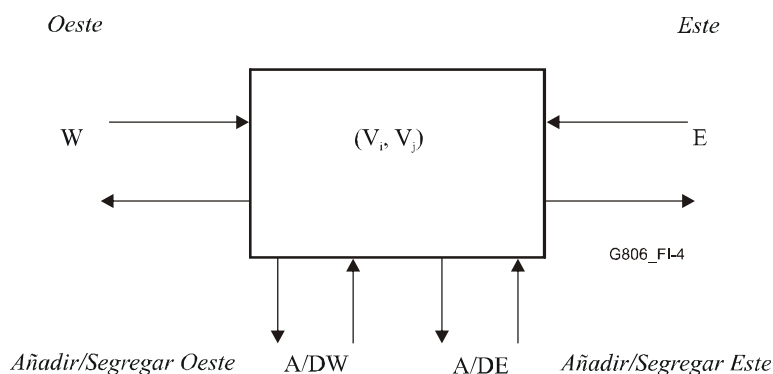 Oeste
Este
W
(Vi, Vj)
E
G806_FI-4
Añadir/Segregar Oeste
A/DW
A/DE
Añadir/Segregar Este